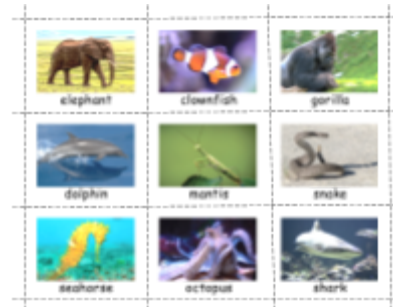 elephant
clownfish
gorilla
dolphin
mantis
snake
seahorse
octopus
shark